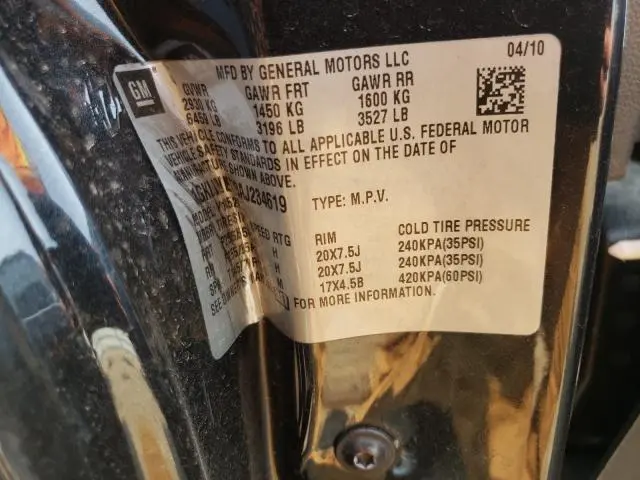 GM
MFD BY GENERAL MOTORS LLC
04/10
GVWR GAWR FRT GAWR RR
2930 KG 1450 KG 1600 KG
6459 LB 3196 LB 3527 LB
THIS VEHICLE CONFORMS TO ALL APPLICABLE U.S. FEDERAL MOTOR
VEHICLE SAFETY STANDARDS IN EFFECT ON THE DATE OF
MANUFACTURE SHOWN ABOVE.
J234619 TYPE: M.P.V.
SPEED RTG RIM COLD TIRE PRESSURE
H 20X7.5J 240KPA(35PSI)
H 20X7.5J 240KPA(35PSI)
M 17X4.5B 420KPA(60PSI)
SEE OWNER'S FOR MORE INFORMATION.